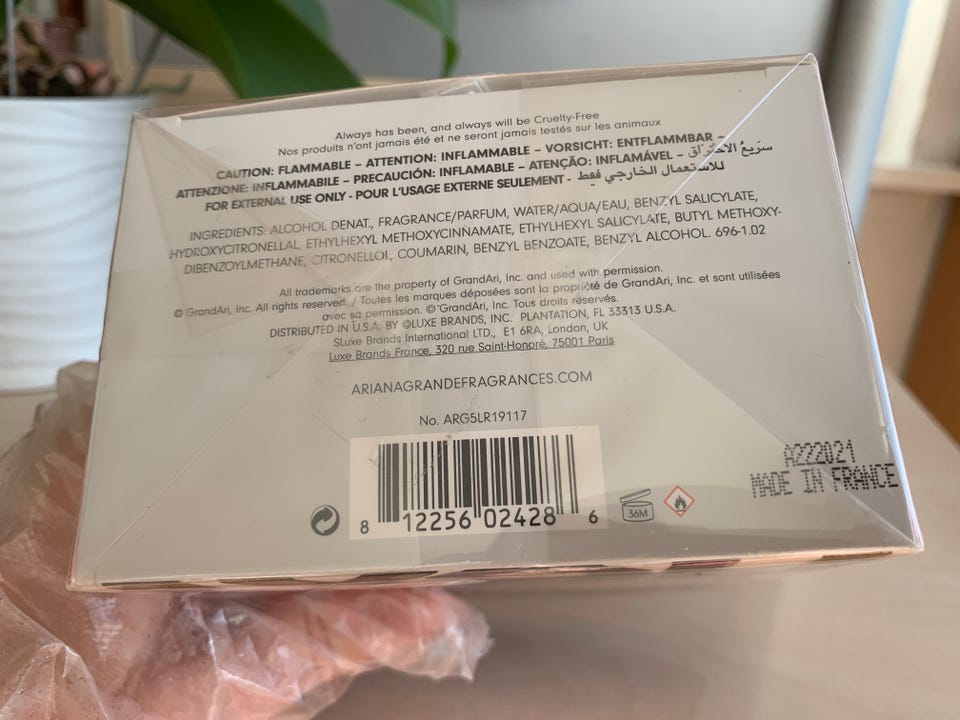 Always has been, and always will be Cruelty-Free
Nos produits n'ont jamais été et ne seront jamais testés sur les animaux
CAUTION: FLAMMABLE – ATTENTION: INFLAMMABLE – VORSICHT: ENTFLAMMBAR –
ATTENZIONE: INFLAMMABILE – PRECAUCIÓN: INFLAMABLE – ATENÇÃO: INFLAMÁVEL – سَريعُ الاحْتِرَاق
FOR EXTERNAL USE ONLY - POUR L'USAGE EXTERNE SEULEMENT - للاستعمال الخارجي فقط
INGREDIENTS: ALCOHOL DENAT., FRAGRANCE/PARFUM, WATER/AQUA/EAU, BENZYL SALICYLATE,
HYDROXYCITRONELLAL, ETHYLHEXYL METHOXYCINNAMATE, ETHYLHEXYL SALICYLATE, BUTYL METHOXY-
DIBENZOYLMETHANE, CITRONELLOL, COUMARIN, BENZYL BENZOATE, BENZYL ALCOHOL. 696-1.02
All trademarks are the property of GrandAri, Inc. and used with permission.
© GrandAri, Inc. All rights reserved. / Toutes les marques déposées sont la propriété de GrandAri, Inc. et sont utilisées
avec sa permission. © GrandAri, Inc. Tous droits réservés.
DISTRIBUTED IN U.S.A. BY ©LUXE BRANDS, INC. PLANTATION, FL 33313 U.S.A.
SLuxe Brands International LTD., E1 6RA, London, UK
Luxe Brands France, 320 rue Saint-Honoré, 75001 Paris
ARIANAGRANDEFRAGRANCES.COM
No. ARG5LR19117
8 12256 02428 6
36M
A222021
MADE IN FRANCE